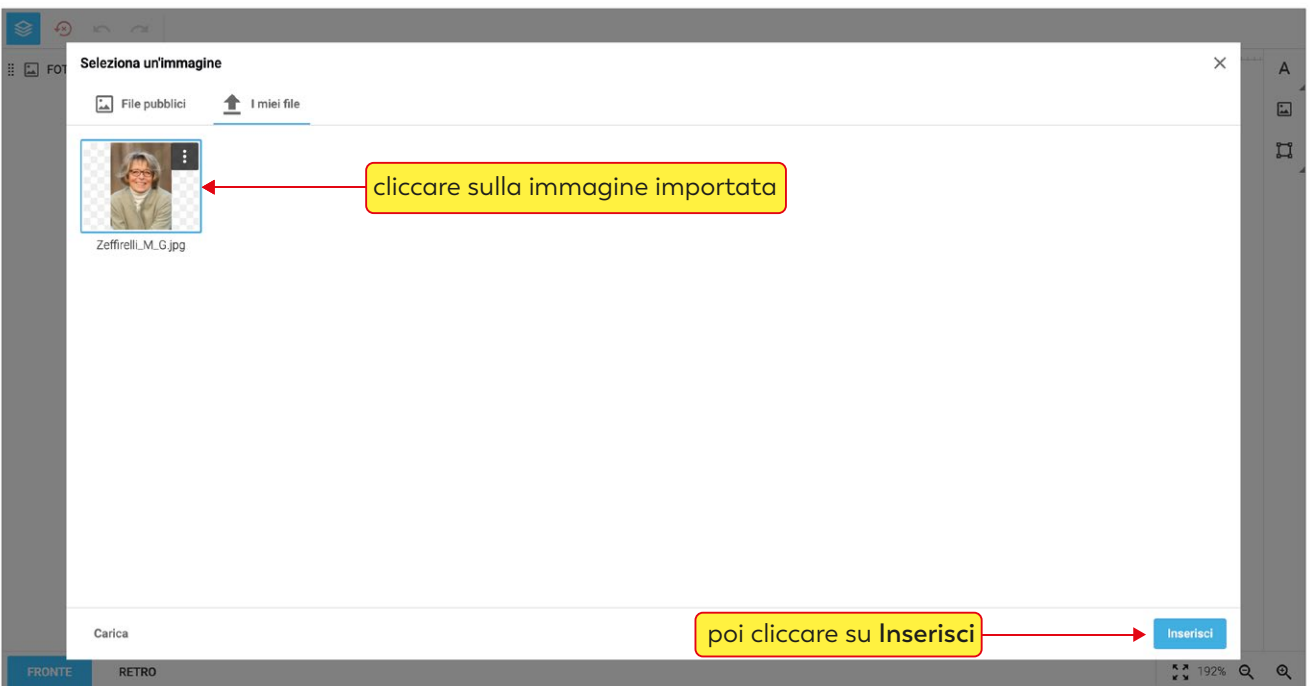 FOT
Seleziona un'immagine
File pubblici
I miei file
A
cliccare sulla immagine importata
Zeffirelli_M_G.jpg
Carica
poi cliccare su Inserisci
Inserisci
FRONTE
RETRO
192%